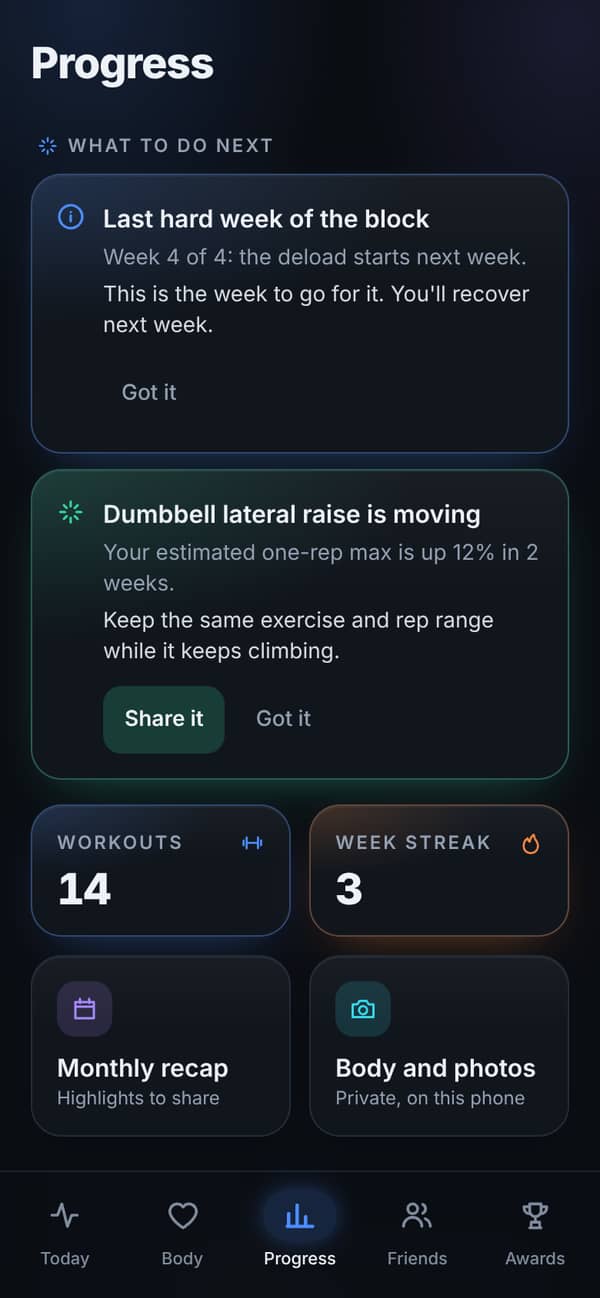 Progress
WHAT TO DO NEXT
Last hard week of the block
Week 4 of 4: the deload starts next week.
This is the week to go for it. You'll recover
next week.
Got it
Dumbbell lateral raise is moving
Your estimated one-rep max is up 12% in 2
weeks.
Keep the same exercise and rep range
while it keeps climbing.
Share it
Got it
WORKOUTS
14
WEEK STREAK
3
Monthly recap
Highlights to share
Body and photos
Private, on this phone
Today
Body
Progress
Friends
Awards